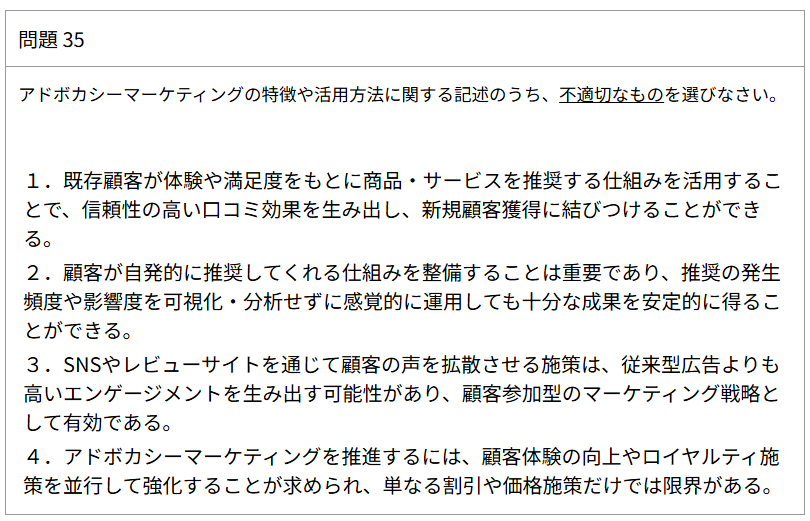 問題 35
アドボカシーマーケティングの特徴や活用方法に関する記述のうち、不適切なものを選びなさい。
１．既存顧客が体験や満足度をもとに商品・サービスを推奨する仕組みを活用するこ
とで、信頼性の高い口コミ効果を生み出し、新規顧客獲得に結びつけることができ
る。
２．顧客が自発的に推奨してくれる仕組みを整備することは重要であり、推奨の発生
頻度や影響度を可視化・分析せずに感覚的に運用しても十分な成果を安定的に得るこ
とができる。
３．SNSやレビューサイトを通じて顧客の声を拡散させる施策は、従来型広告よりも
高いエンゲージメントを生み出す可能性があり、顧客参加型のマーケティング戦略と
して有効である。
４．アドボカシーマーケティングを推進するには、顧客体験の向上やロイヤルティ施
策を並行して強化することが求められ、単なる割引や価格施策だけでは限界がある。